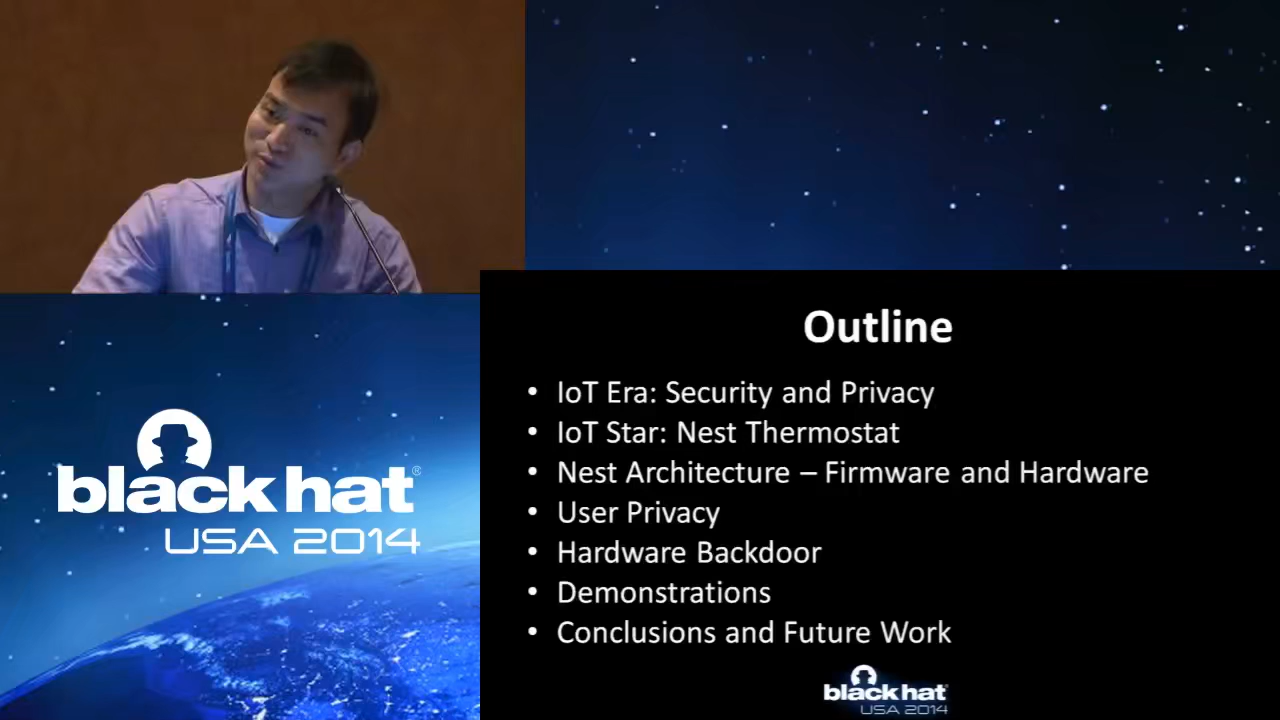 black hat®
USA 2014
Outline
• IoT Era: Security and Privacy
• IoT Star: Nest Thermostat
• Nest Architecture – Firmware and Hardware
• User Privacy
• Hardware Backdoor
• Demonstrations
• Conclusions and Future Work
black hat
USA 2014